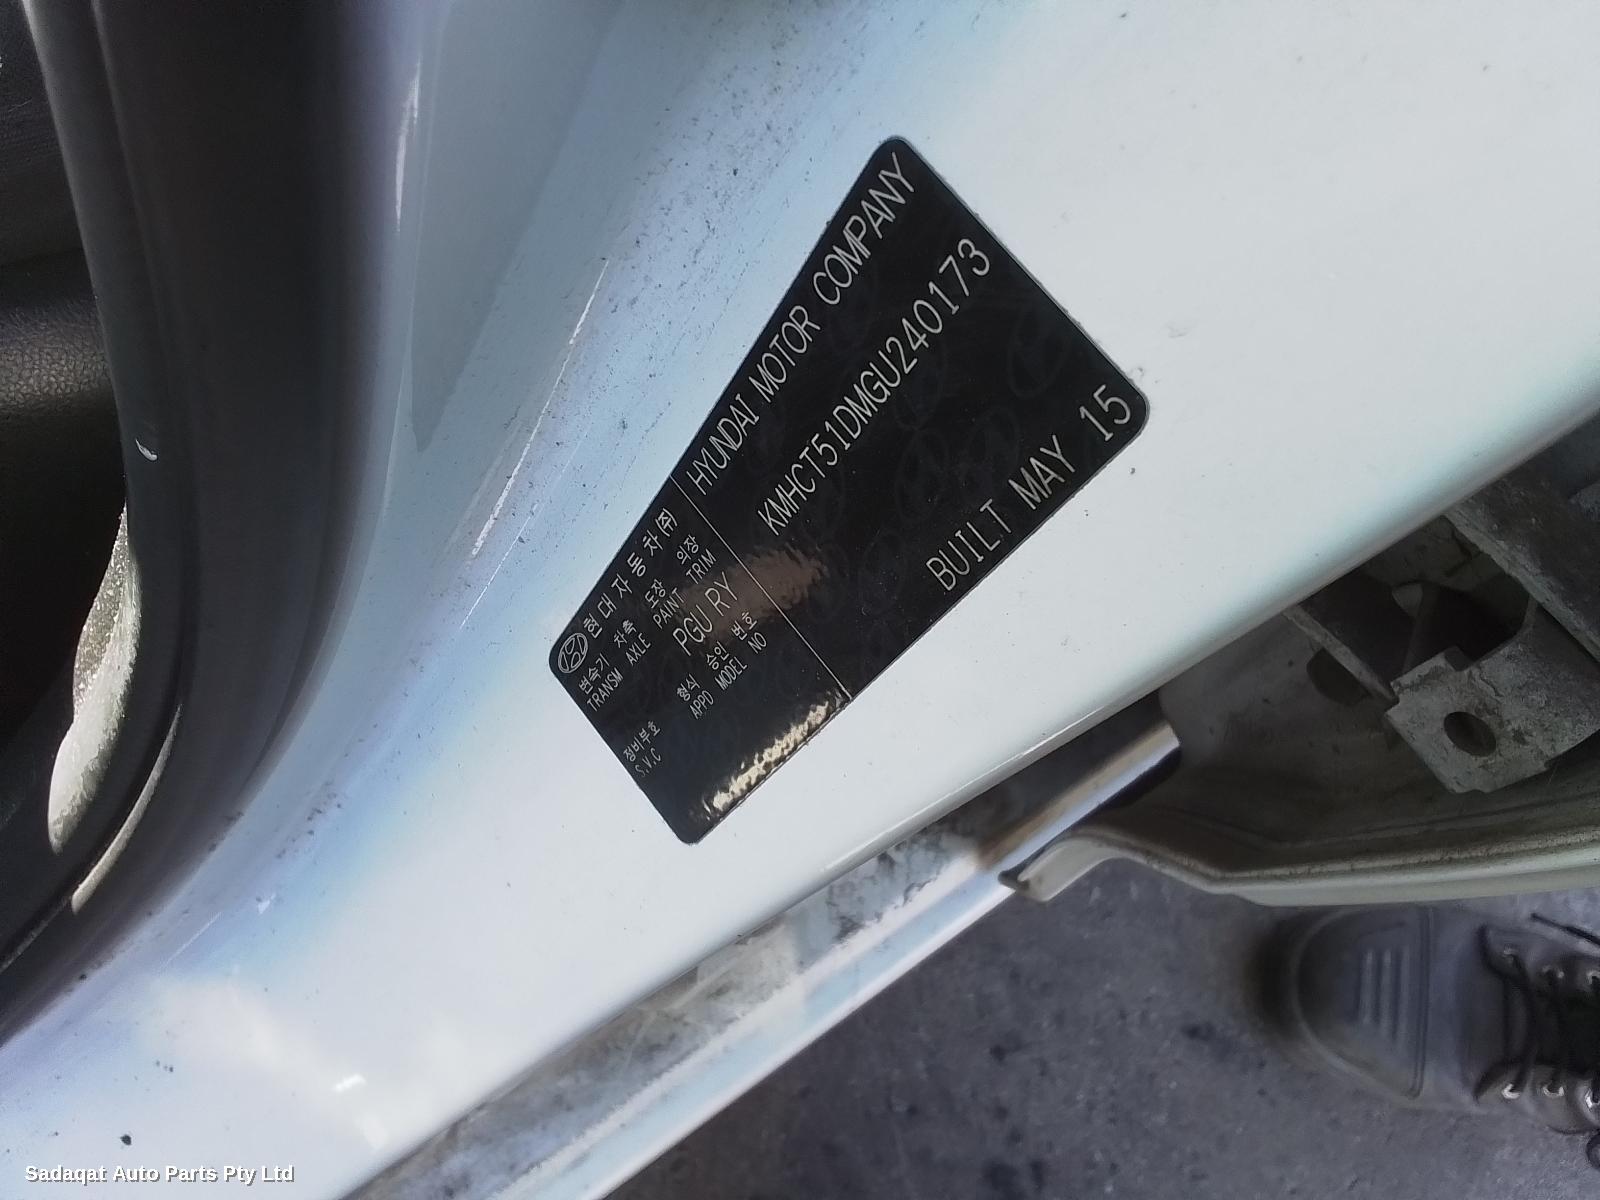 HYUNDAI MOTOR COMPANY
KMHCT51DMGU240173
BUILT MAY 15
현대자동차(주)
변속기 차축 도장 의장
TRANSM AXLE PAINT TRIM
PGU RY
형식 승인 번호
APPD MODEL NO
정비부호
S.V.C
Sadaqat Auto Parts Pty Ltd